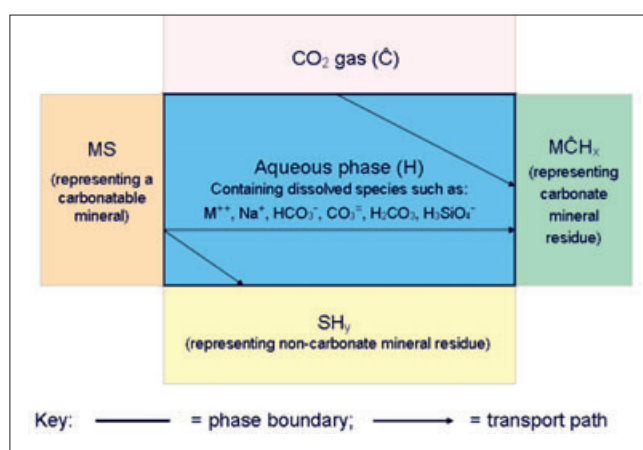 CO₂ gas (Ĉ)
MS
(representing a
carbonatable
mineral)
Aqueous phase (H)
Containing dissolved species such as:
M⁺⁺, Na⁺, HCO₃⁻, CO₃⁼, H₂CO₃, H₃SiO₄⁻
MĈHₓ
(representing
carbonate
mineral
residue)
SHᵧ
(representing non-carbonate mineral residue)
Key: = phase boundary; = transport path